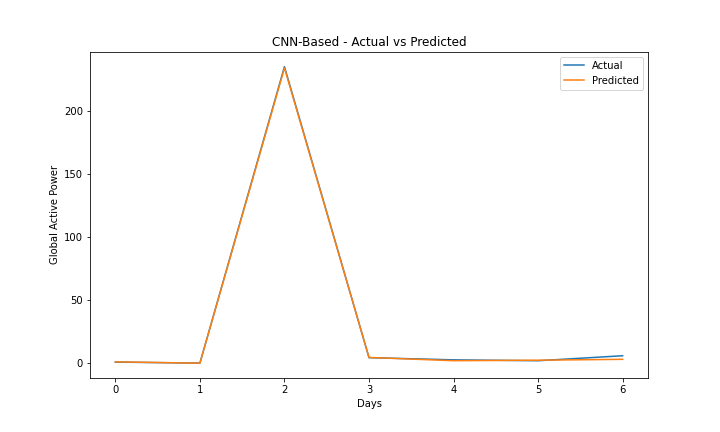 CNN-Based - Actual vs Predicted
Actual
Predicted
200
150
100
50
0
Global Active Power
0 1 2 3 4 5 6
Days